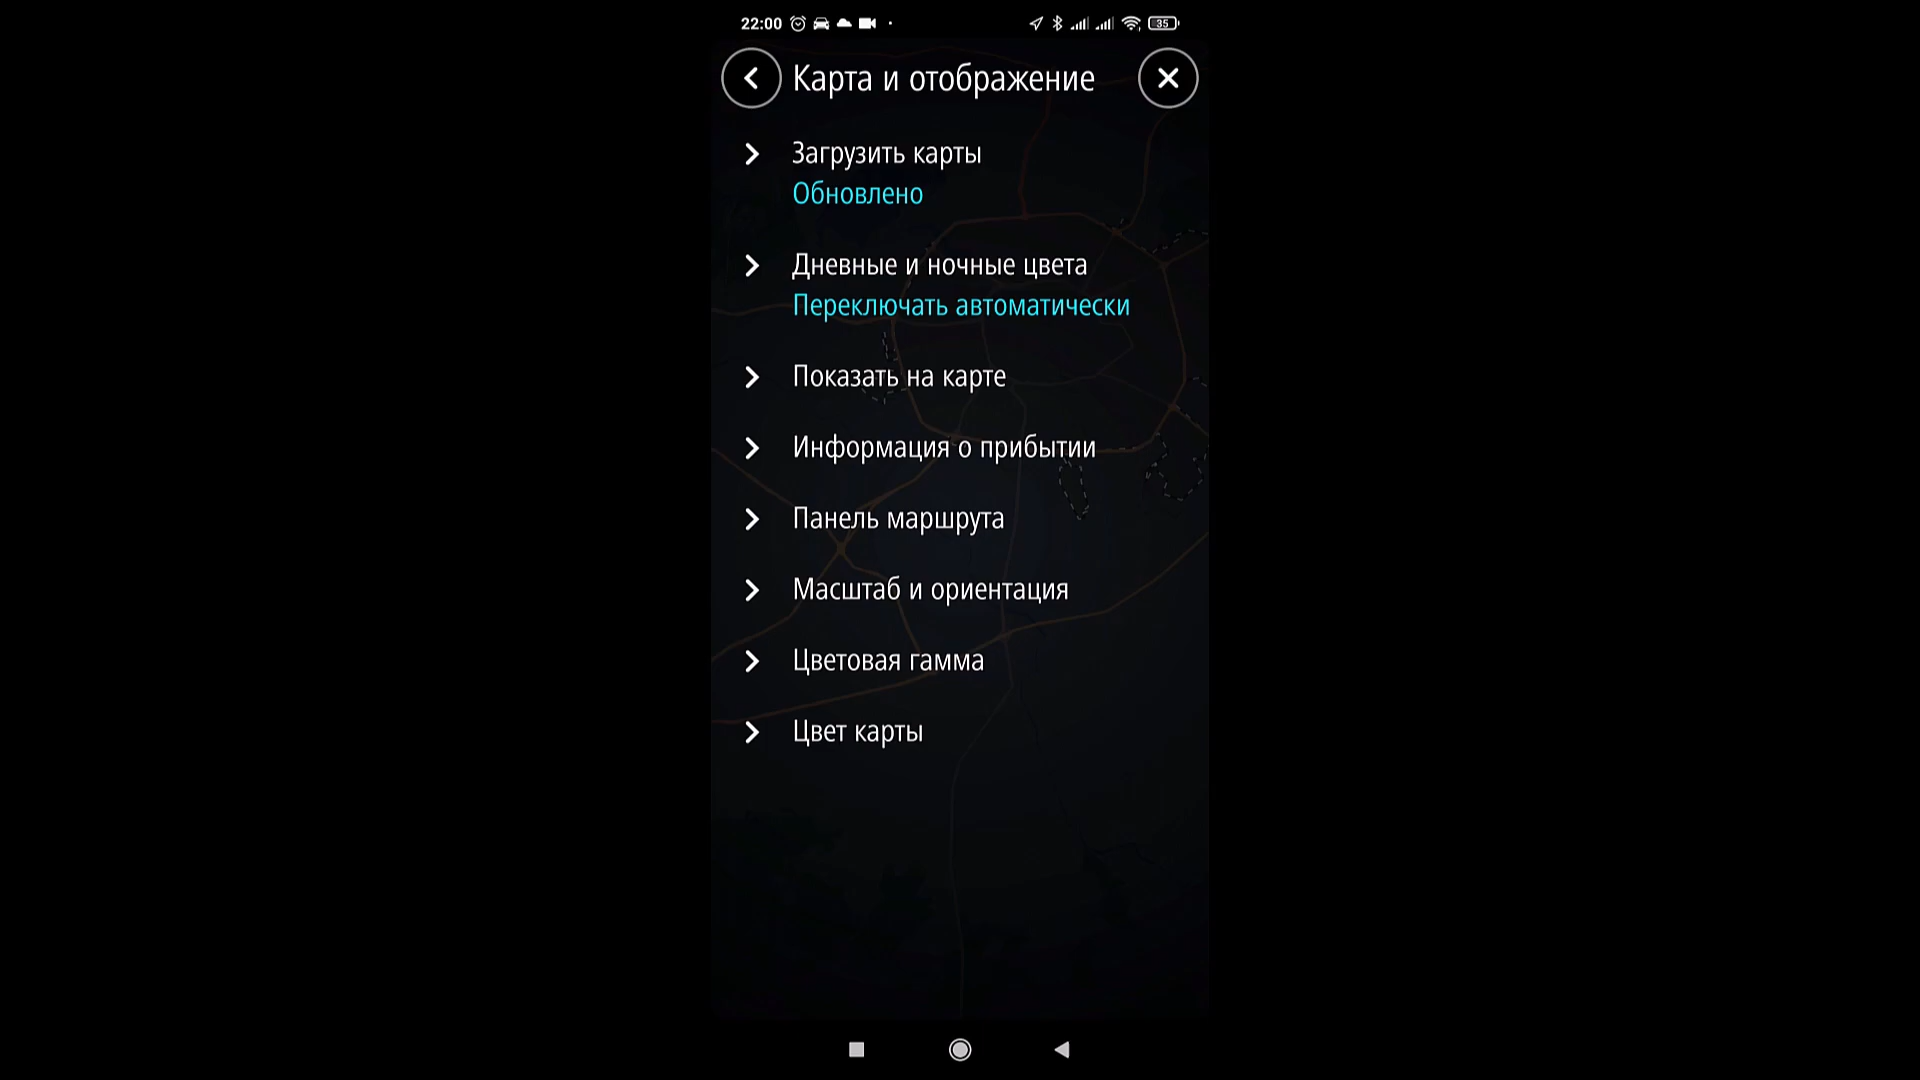 22:00
35
Карта и отображение
Загрузить карты
Обновлено
Дневные и ночные цвета
Переключать автоматически
Показать на карте
Информация о прибытии
Панель маршрута
Масштаб и ориентация
Цветовая гамма
Цвет карты